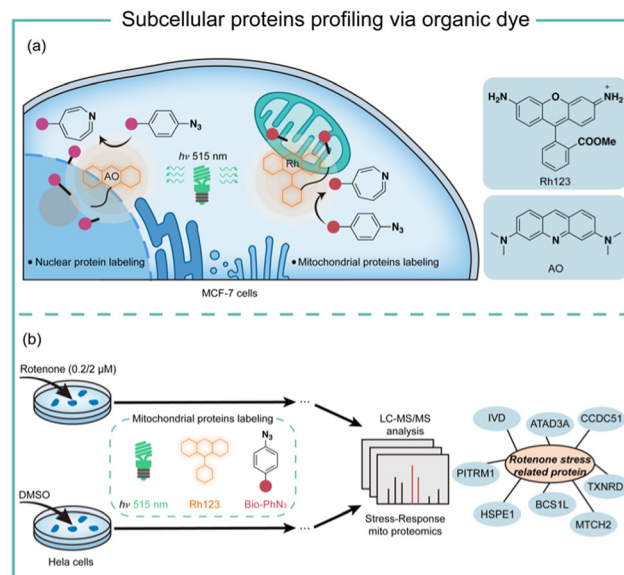 Subcellular proteins profiling via organic dye
(a)
N
N₃
AO
hν 515 nm
Rh
N
N₃
• Nuclear protein labeling
• Mitochondrial proteins labeling
MCF-7 cells
NH₂
O
NH₂
+
COOMe
Rh123
N
N
N
AO
(b)
Rotenone (0.2/2 μM)
...
Mitochondrial proteins labeling
N₃
hν 515 nm
Rh123
Bio-PhN₃
DMSO
...
Hela cells
LC-MS/MS
analysis
Stress-Response
mito proteomics
IVD
ATAD3A
CCDC51
Rotenone stress
related protein
PITRM1
TXNRD
HSPE1
BCS1L
MTCH2